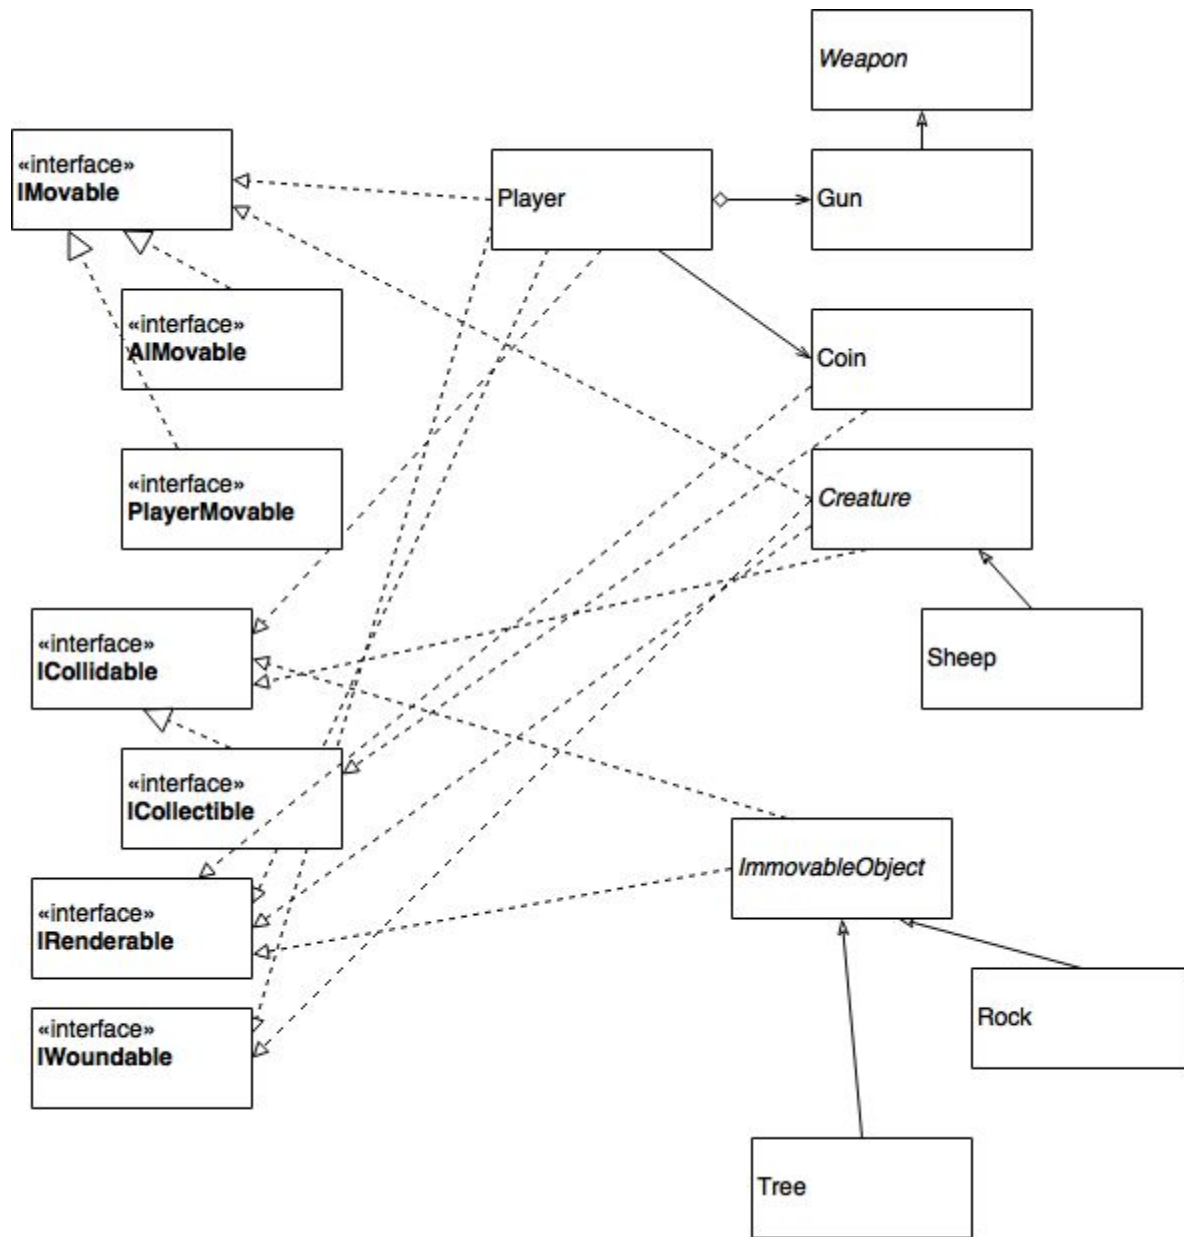 Weapon
«interface»
IMovable
Player
Gun
«interface»
AIMovable
Coin
«interface»
PlayerMovable
Creature
«interface»
ICollidable
Sheep
«interface»
ICollectible
ImmovableObject
«interface»
IRenderable
Rock
«interface»
IWoundable
Tree